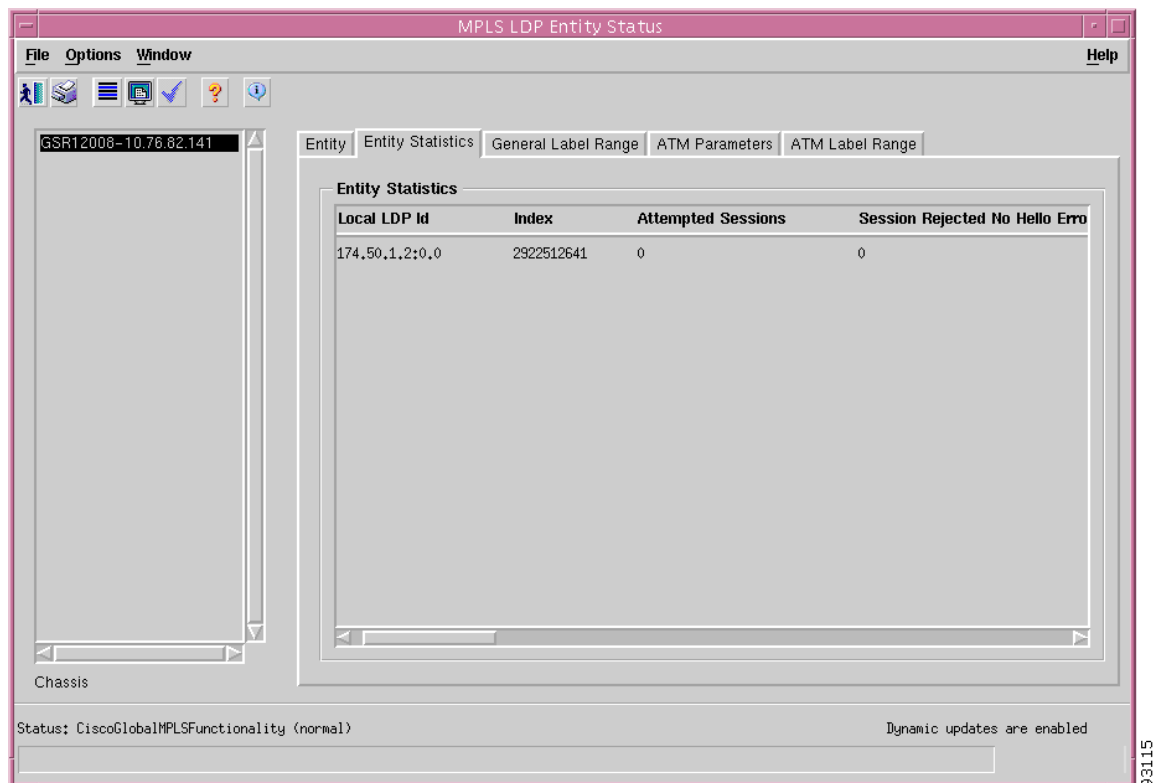 MPLS LDP Entity Status
File Options Window Help
GSR12008-10.76.82.141
Entity Entity Statistics General Label Range ATM Parameters ATM Label Range
Entity Statistics
Local LDP Id Index Attempted Sessions Session Rejected No Hello Erro
174.50.1.2:0.0 2922512641 0 0
Chassis
Status: CiscoGlobalMPLSFunctionality (normal) Dynamic updates are enabled
93115